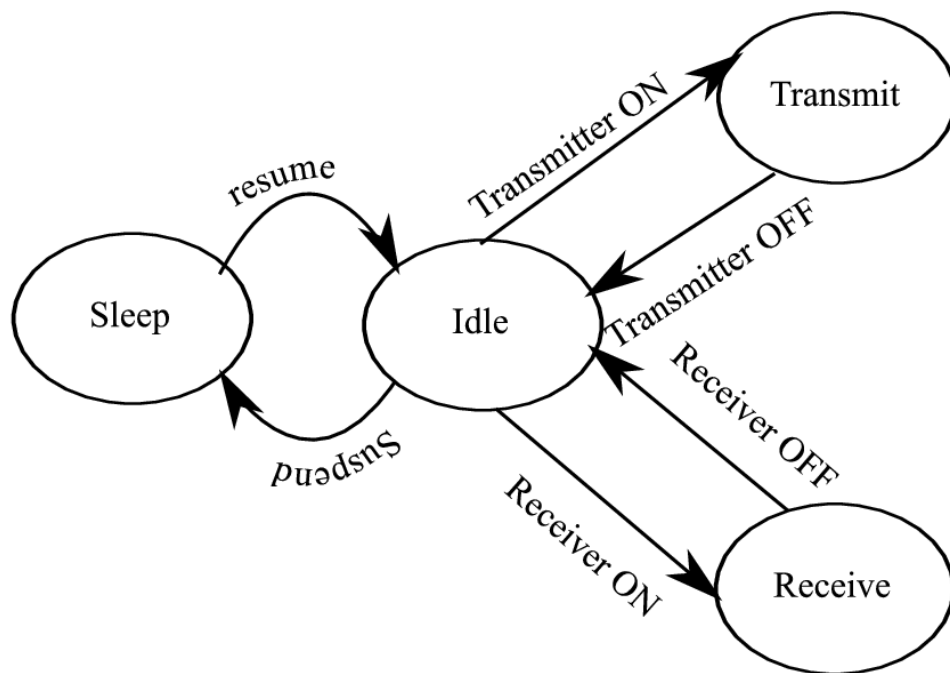 Transmit
Transmitter ON
resume
Transmitter OFF
Sleep
Idle
Receiver OFF
Suspend
Receiver ON
Receive